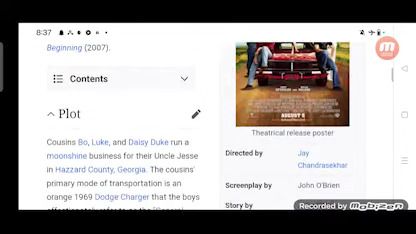 8:37
Beginning (2007).
Contents
Plot
Cousins Bo, Luke, and Daisy Duke run a
moonshine business for their Uncle Jesse
in Hazzard County, Georgia. The cousins'
primary mode of transportation is an
orange 1969 Dodge Charger that the boys
AUGUST
Theatrical release poster
Directed by Jay
Chandrasekhar
Screenplay by John O'Brien
Story by
Recorded by mobizen